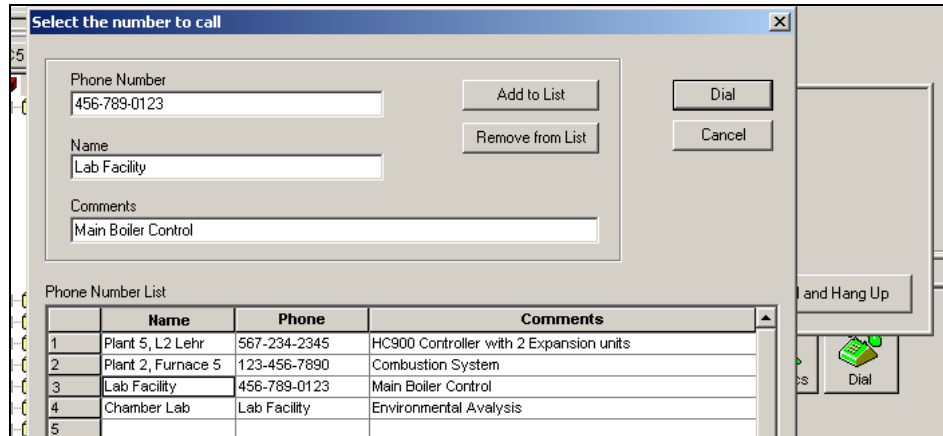 Select the number to call
Phone Number
456-789-0123
Add to List
Dial
Remove from List
Cancel
Name
Lab Facility
Comments
Main Boiler Control
Phone Number List
Name Phone Comments
1 Plant 5, L2 Lehr 567-234-2345 HC900 Controller with 2 Expansion units
2 Plant 2, Furnace 5 123-456-7890 Combustion System
3 Lab Facility 456-789-0123 Main Boiler Control
4 Chamber Lab Lab Facility Environmental Avalysis
5
and Hang Up
Dial